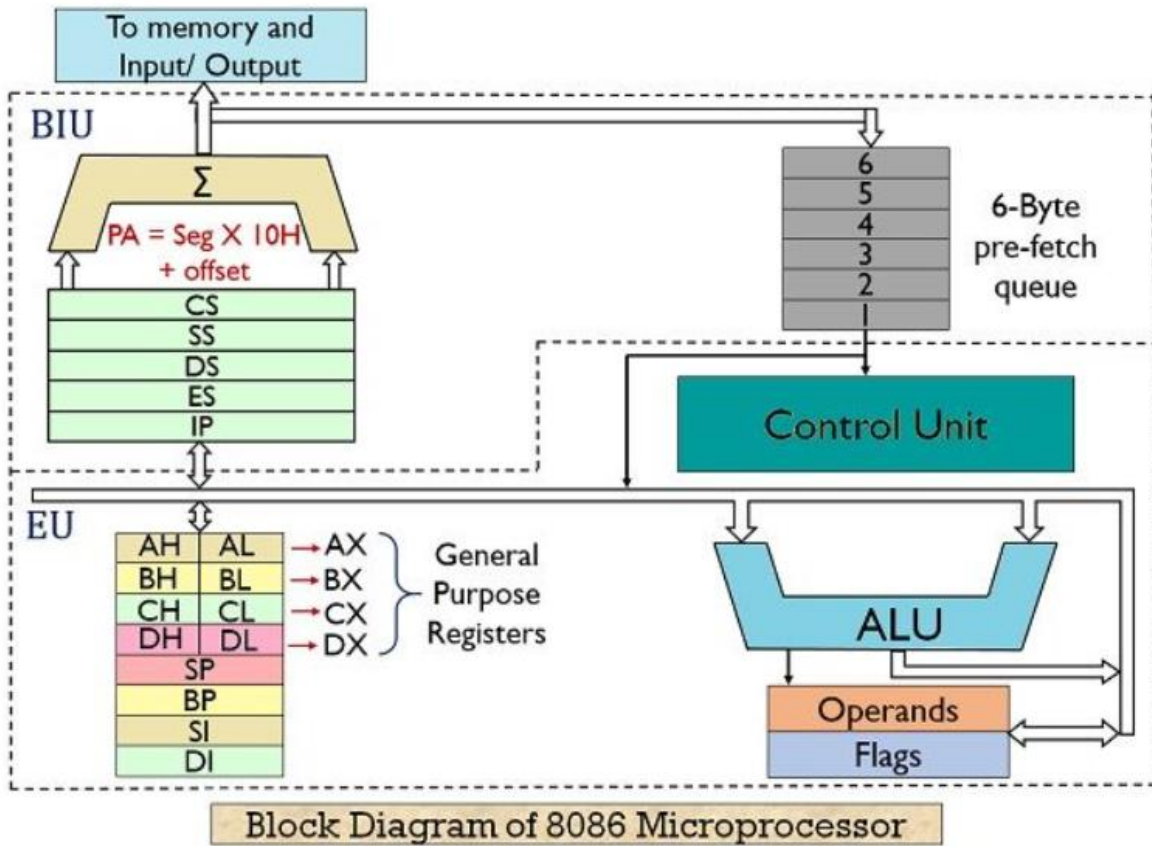 To memory and
Input/ Output
BIU
Σ
PA = Seg X 10H
+ offset
CS
SS
DS
ES
IP
6
5
4
3
2
1
6-Byte
pre-fetch
queue
Control Unit
EU
AH AL → AX
BH BL → BX
CH CL → CX
DH DL → DX
SP
BP
SI
DI
General
Purpose
Registers
ALU
Operands
Flags
Block Diagram of 8086 Microprocessor